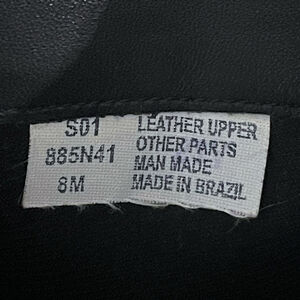 S01
885N41
8M
LEATHER UPPER
OTHER PARTS
MAN MADE
MADE IN BRAZIL